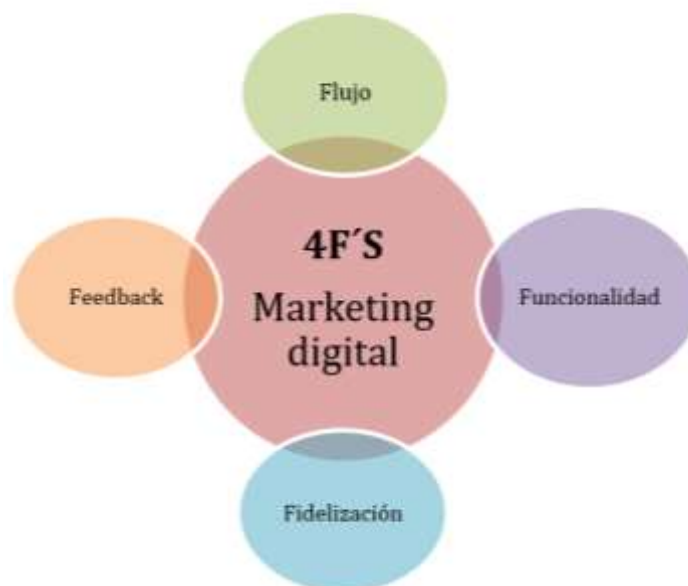 Flujo
4F´S
Marketing
digital
Feedback
Funcionalidad
Fidelización